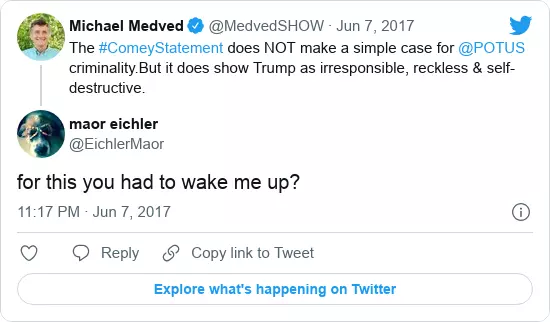 Michael Medved @MedvedSHOW · Jun 7, 2017
The #ComeyStatement does NOT make a simple case for @POTUS
criminality.But it does show Trump as irresponsible, reckless & self-
destructive.
maor eichler
@EichlerMaor
for this you had to wake me up?
11:17 PM · Jun 7, 2017
Reply Copy link to Tweet
Explore what's happening on Twitter